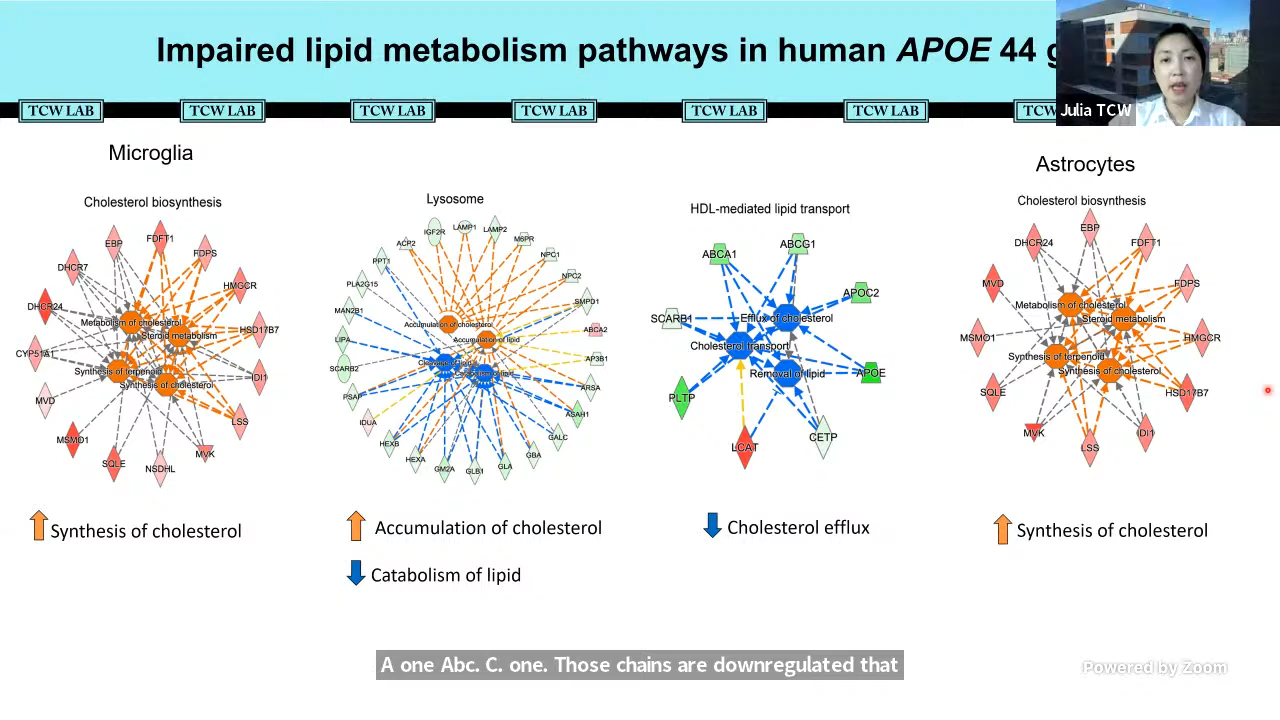 Impaired lipid metabolism pathways in human APOE 44 g
TCW LAB
TCW LAB
TCW LAB
TCW LAB
TCW LAB
TCW LAB
TCW
Julia TCW
Microglia
Cholesterol biosynthesis
EBP
FDFT1
FDPS
HMGCR
HSD17B7
IDI1
LSS
MVK
NSDHL
SQLE
MSMO1
MVD
CYP51A1
DHCR24
DHCR7
Metabolism of cholesterol
Steroid metabolism
Synthesis of terpenoid
Synthesis of cholesterol
Synthesis of cholesterol
Lysosome
IGF2R
LAMP1
LAMP2
M6PR
NPC1
NPC2
SMPD1
ABCA2
AP3B1
ARSA
ASAH1
GALC
GBA
GLA
GLB1
GM2A
HEXA
HEXB
IDUA
PSAP
SCARB2
LIPA
MAN2B1
PLA2G15
PPT1
ACP2
Accumulation of cholesterol
Accumulation of lipid
Accumulation of cholesterol
Catabolism of lipid
HDL-mediated lipid transport
ABCA1
ABCG1
APOC2
APOE
CETP
LCAT
PLTP
SCARB1
Efflux of cholesterol
Cholesterol transport
Removal of lipid
Cholesterol efflux
Astrocytes
Cholesterol biosynthesis
EBP
FDFT1
FDPS
HMGCR
HSD17B7
IDI1
LSS
MVK
SQLE
MSMO1
MVD
DHCR24
Metabolism of cholesterol
Steroid metabolism
Synthesis of terpenoid
Synthesis of cholesterol
Synthesis of cholesterol
A one Abc. C. one. Those chains are downregulated that
Powered by Zoom